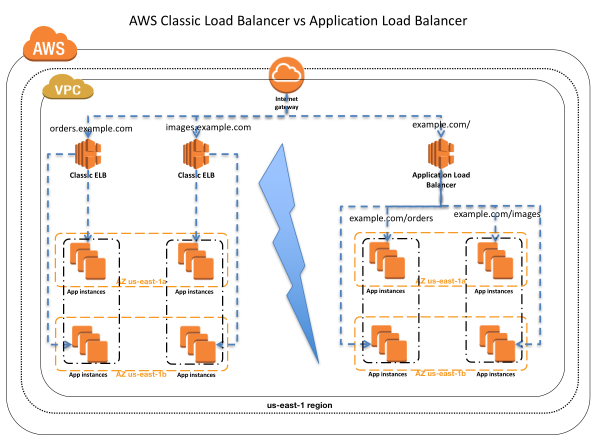 AWS Classic Load Balancer vs Application Load Balancer
AWS
VPC
Internet
gateway
orders.example.com
images.example.com
example.com/
Classic ELB
Classic ELB
Application Load
Balancer
example.com/orders
example.com/images
AZ us-east-1a
AZ us-east-1a
App instances
App instances
App instances
App instances
AZ us-east-1b
AZ us-east-1b
App instances
App instances
App instances
App instances
us-east-1 region